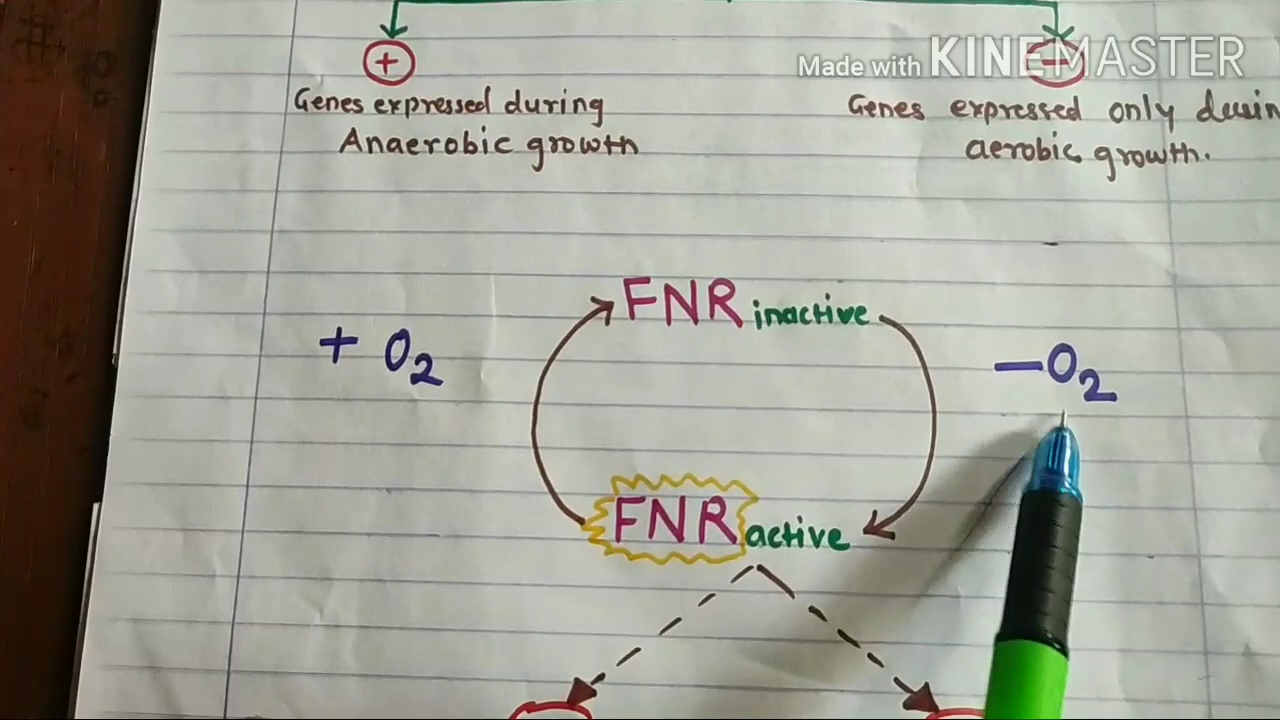 Made with KINEMASTER
+
Genes expressed during
Anaerobic growth
Genes expressed only
aerobic growth.
FNR inactive
+ O2
−O2
FNR active